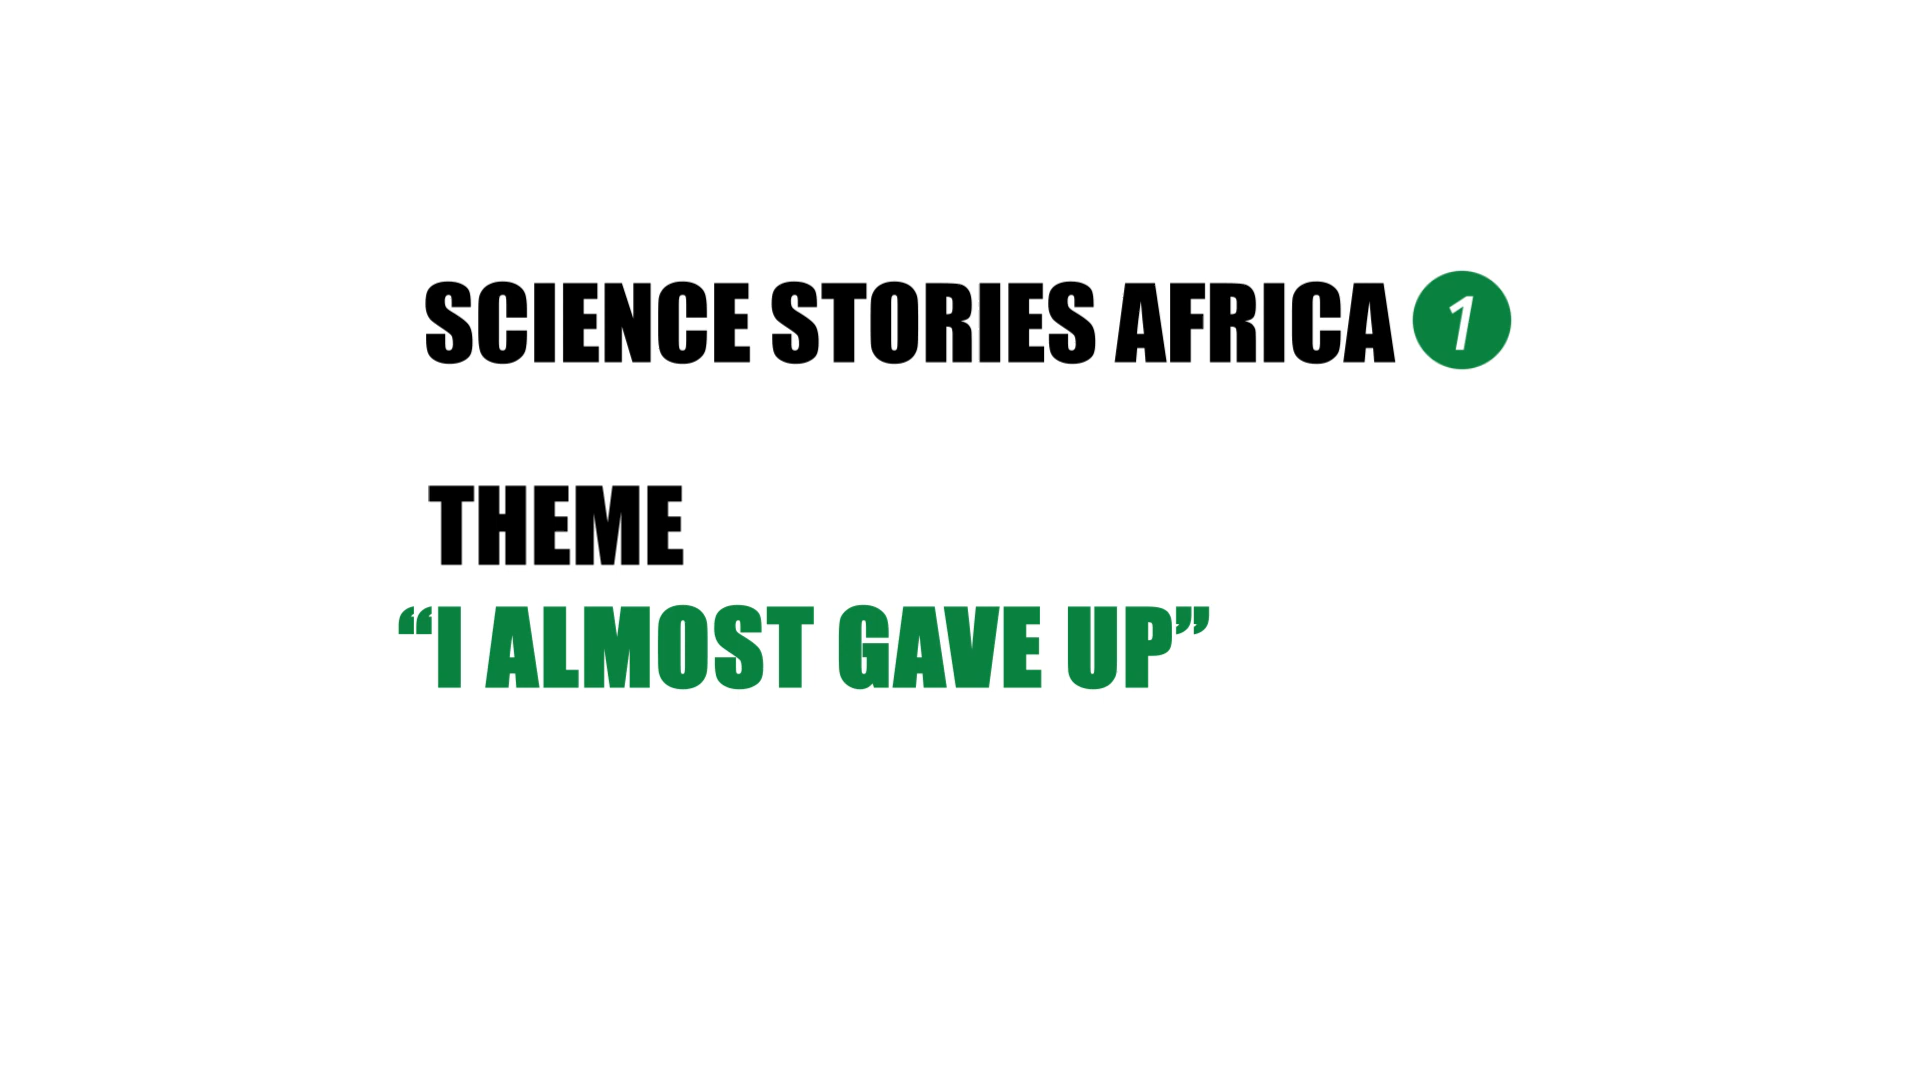 SCIENCE STORIES AFRICA 1
THEME
“I ALMOST GAVE UP”